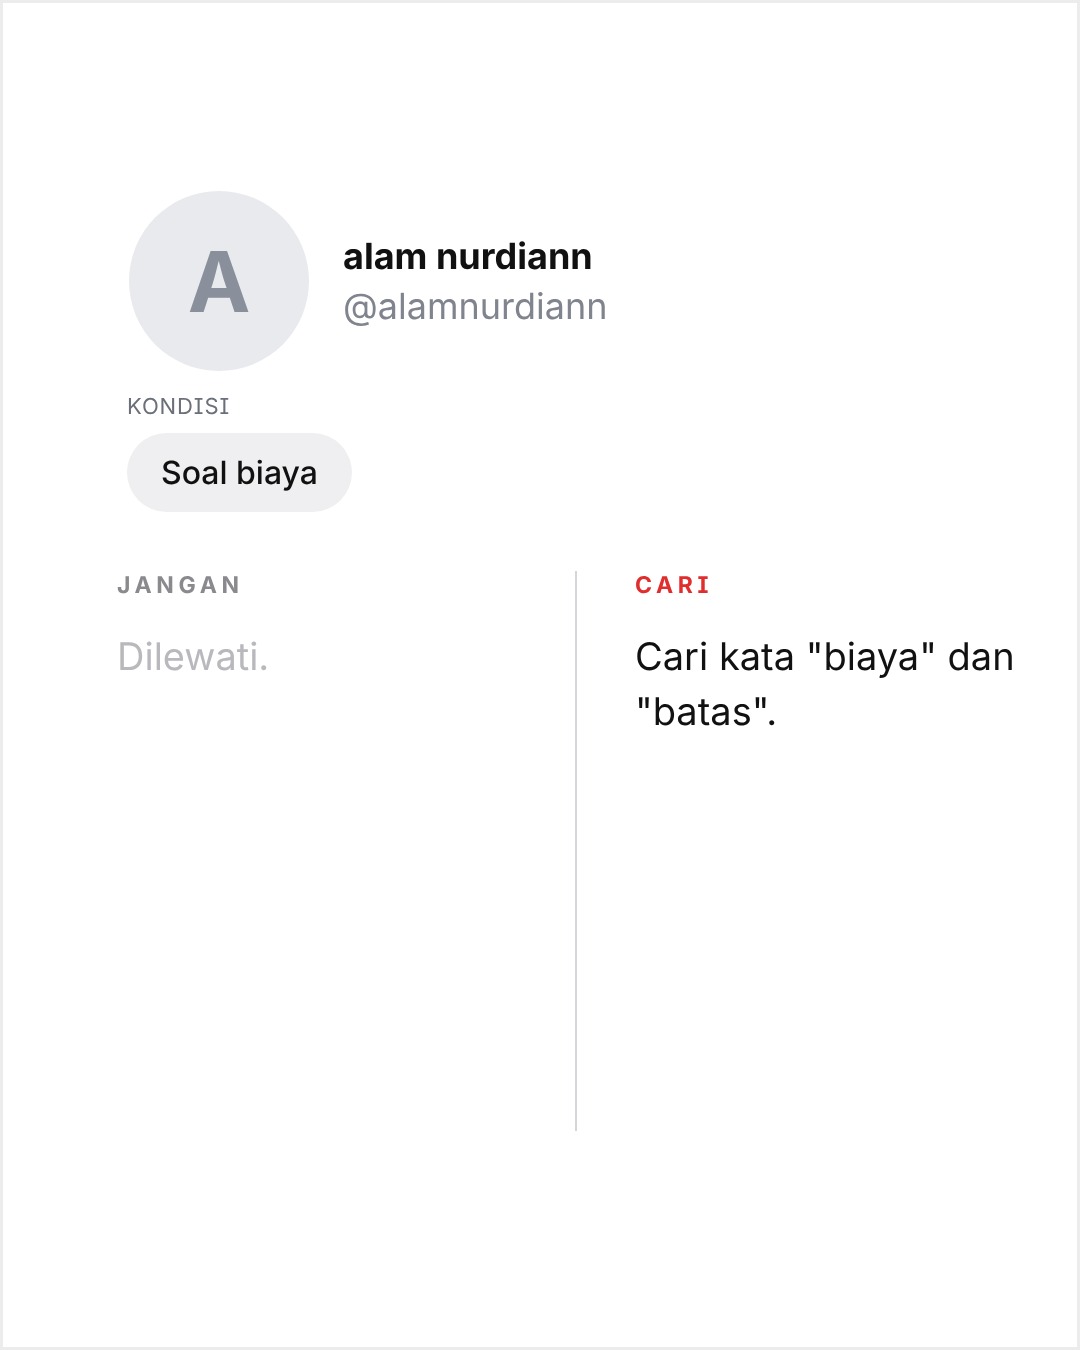 A
alam nurdiann
@alamnurdiann
KONDISI
Soal biaya
JANGAN
Dilewati.
CARI
Cari kata "biaya" dan
"batas".